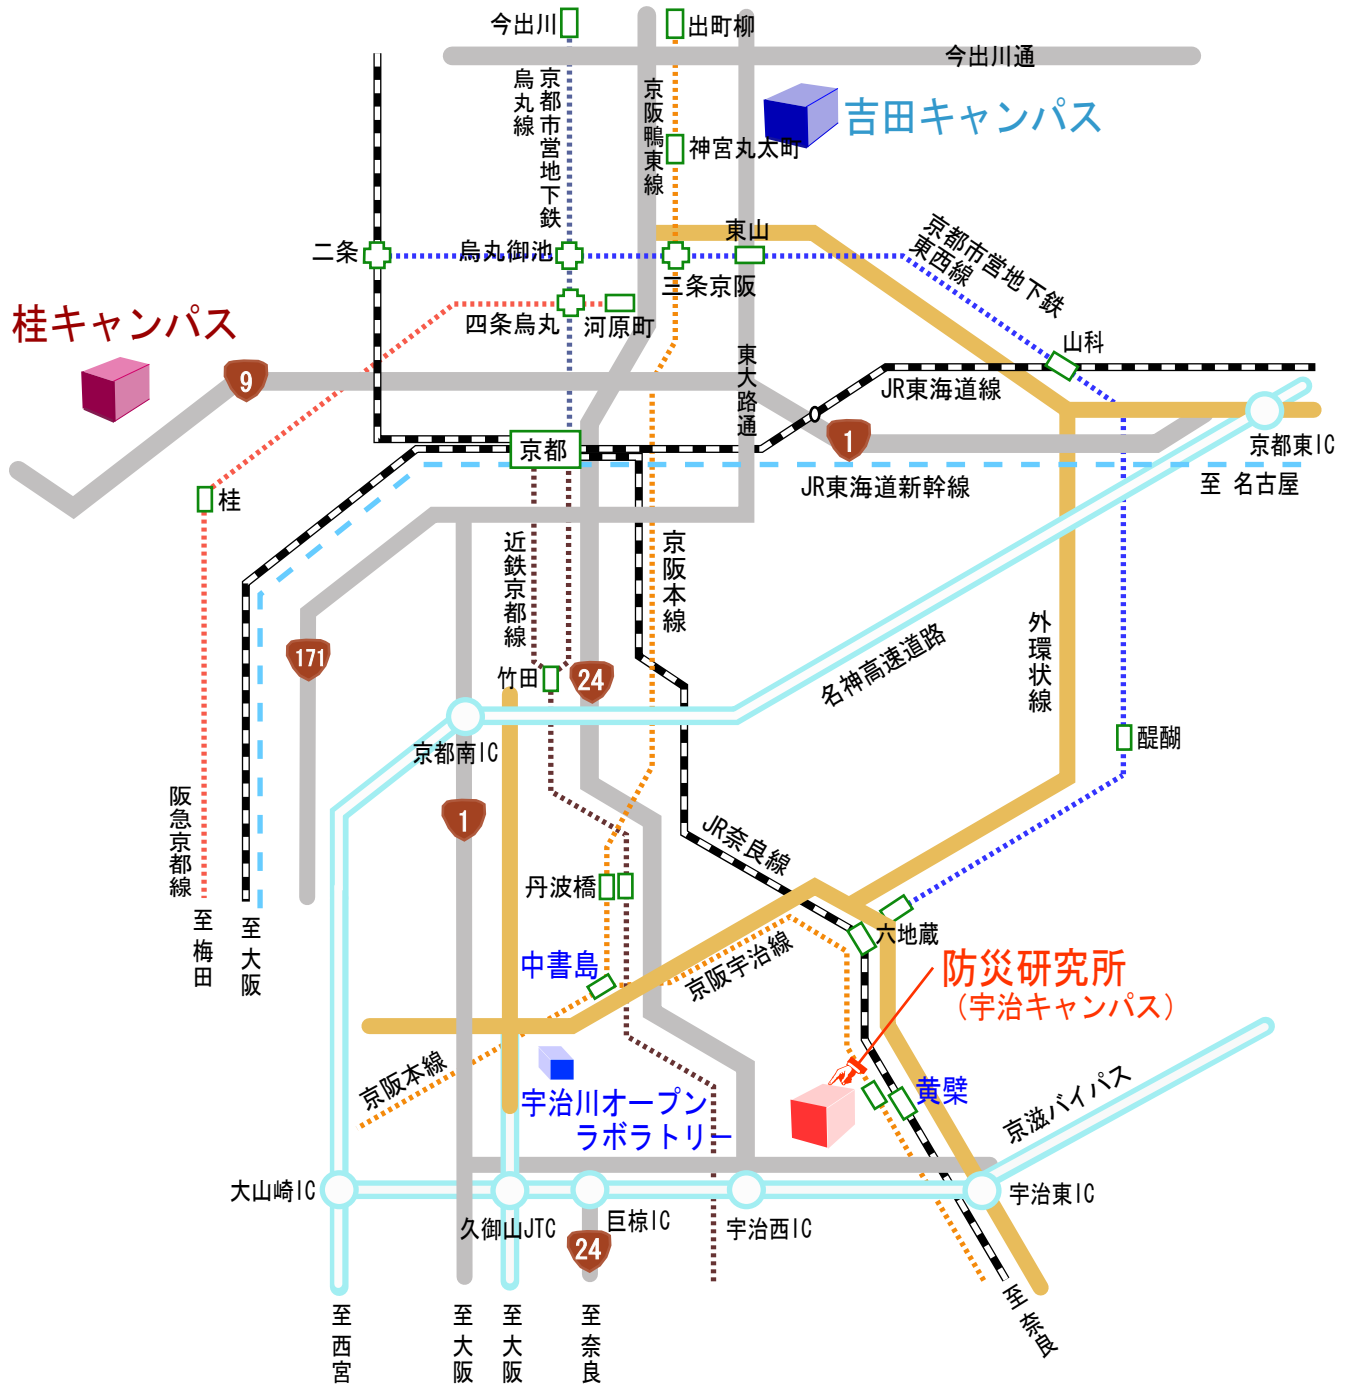 今出川
出町柳
今出川通
京都市営地下鉄
烏丸線
京阪鴨東線
吉田キャンパス
神宮丸太町
東山
二条
烏丸御池
三条京阪
京都市営地下鉄
東西線
四条烏丸
河原町
桂キャンパス
山科
東大路通
9
JR東海道線
1
京都東IC
京都
JR東海道新幹線
至 名古屋
桂
近鉄京都線
京阪本線
外環状線
171
竹田
24
名神高速道路
京都南IC
醍醐
阪急京都線
1
JR奈良線
丹波橋
至梅田
至大阪
六地蔵
中書島
京阪宇治線
防災研究所
（宇治キャンパス）
京阪本線
宇治川オープン
ラボラトリー
黄檗
京滋バイパス
大山崎IC
久御山JTC
巨椋IC
宇治西IC
宇治東IC
24
至西宮
至大阪
至大阪
至奈良
至奈良